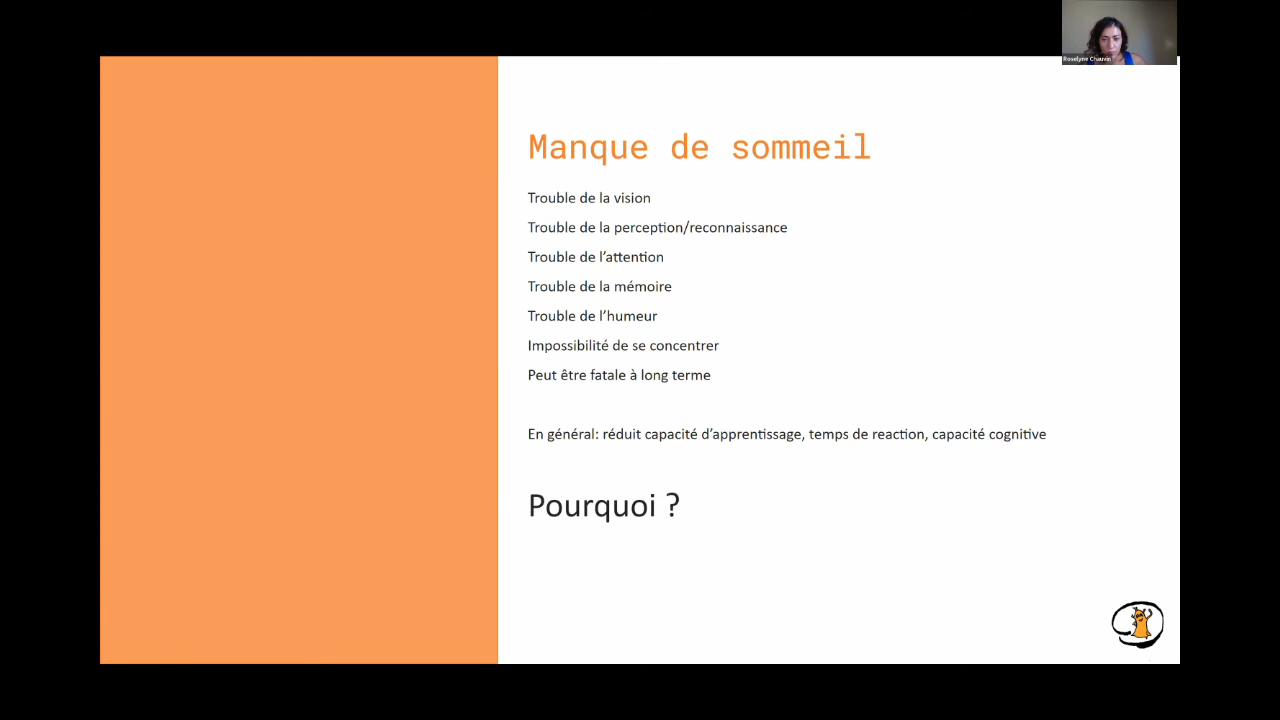 Roselyne Chauvin
Manque de sommeil
Trouble de la vision
Trouble de la perception/reconnaissance
Trouble de l'attention
Trouble de la mémoire
Trouble de l'humeur
Impossibilité de se concentrer
Peut être fatale à long terme
En général: réduit capacité d'apprentissage, temps de reaction, capacité cognitive
Pourquoi ?